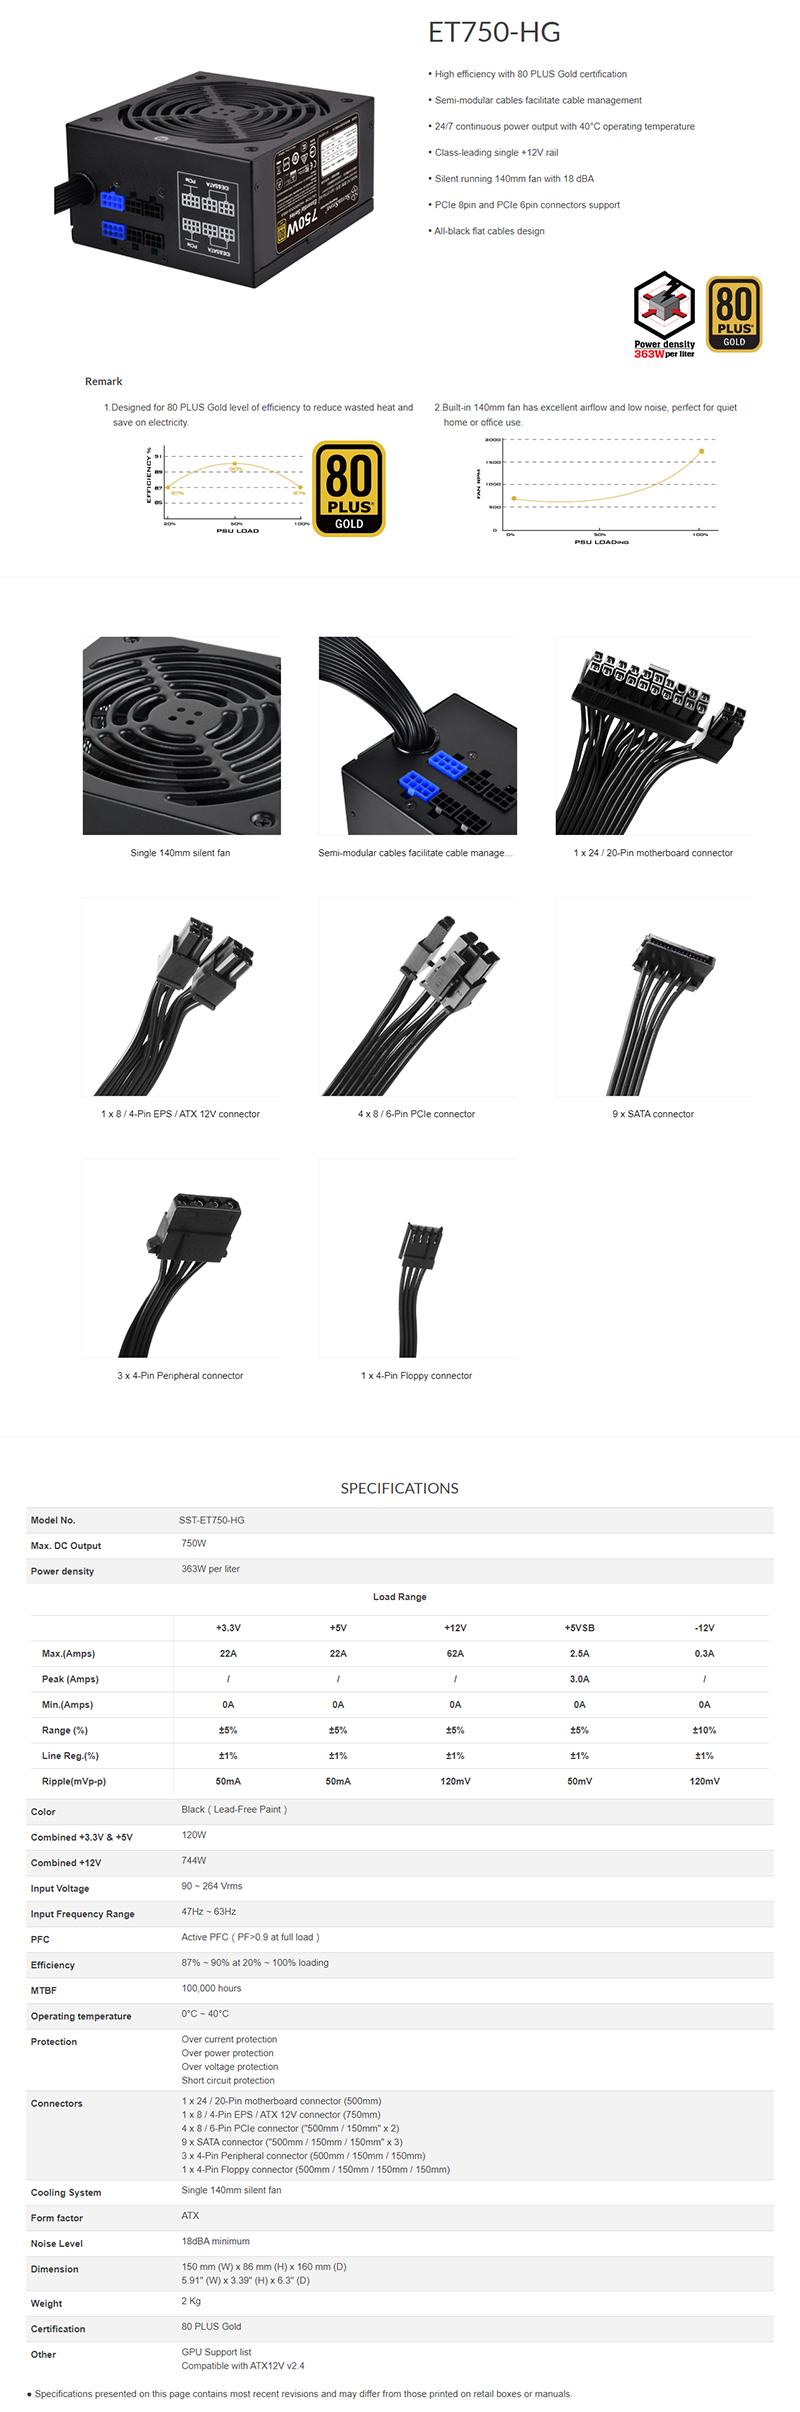 ET750-HG
• High efficiency with 80 PLUS Gold certification
• Semi-modular cables facilitate cable management
• 24/7 continuous power output with 40°C operating temperature
• Class-leading single +12V rail
• Silent running 140mm fan with 18 dBA
• PCIe 8pin and PCIe 6pin connectors support
• All-black flat cables design
PCIe
IDE&SATA
PCIe
IDE&SATA
750W
Power density
363W per liter
80
PLUS
GOLD
Remark
1.Designed for 80 PLUS Gold level of efficiency to reduce wasted heat and
save on electricity.
EFFICIENCY %
91
89
87
85
87%
90%
87%
20%
50%
100%
PSU LOAD
80
PLUS
GOLD
2.Built-in 140mm fan has excellent airflow and low noise, perfect for quiet
home or office use.
FAN RPM
2000
1500
1000
500
0
0%
50%
100%
PSU LOADING
Single 140mm silent fan
Semi-modular cables facilitate cable manage...
1 x 24 / 20-Pin motherboard connector
1 x 8 / 4-Pin EPS / ATX 12V connector
4 x 8 / 6-Pin PCIe connector
9 x SATA connector
3 x 4-Pin Peripheral connector
1 x 4-Pin Floppy connector
SPECIFICATIONS
Model No. SST-ET750-HG
Max. DC Output 750W
Power density 363W per liter
Load Range
+3.3V +5V +12V +5VSB -12V
Max.(Amps) 22A 22A 62A 2.5A 0.3A
Peak (Amps) / / / 3.0A /
Min.(Amps) 0A 0A 0A 0A 0A
Range (%) ±5% ±5% ±5% ±5% ±10%
Line Reg.(%) ±1% ±1% ±1% ±1% ±1%
Ripple(mVp-p) 50mA 50mA 120mV 50mV 120mV
Color Black ( Lead-Free Paint )
Combined +3.3V & +5V 120W
Combined +12V 744W
Input Voltage 90 ~ 264 Vrms
Input Frequency Range 47Hz ~ 63Hz
PFC Active PFC ( PF>0.9 at full load )
Efficiency 87% ~ 90% at 20% ~ 100% loading
MTBF 100,000 hours
Operating temperature 0°C ~ 40°C
Protection Over current protection
Over power protection
Over voltage protection
Short circuit protection
Connectors 1 x 24 / 20-Pin motherboard connector (500mm)
1 x 8 / 4-Pin EPS / ATX 12V connector (750mm)
4 x 8 / 6-Pin PCIe connector ("500mm / 150mm" x 2)
9 x SATA connector ("500mm / 150mm / 150mm" x 3)
3 x 4-Pin Peripheral connector (500mm / 150mm / 150mm)
1 x 4-Pin Floppy connector (500mm / 150mm / 150mm / 150mm)
Cooling System Single 140mm silent fan
Form factor ATX
Noise Level 18dBA minimum
Dimension 150 mm (W) x 86 mm (H) x 160 mm (D)
5.91" (W) x 3.39" (H) x 6.3" (D)
Weight 2 Kg
Certification 80 PLUS Gold
Other GPU Support list
Compatible with ATX12V v2.4
● Specifications presented on this page contains most recent revisions and may differ from those printed on retail boxes or manuals.